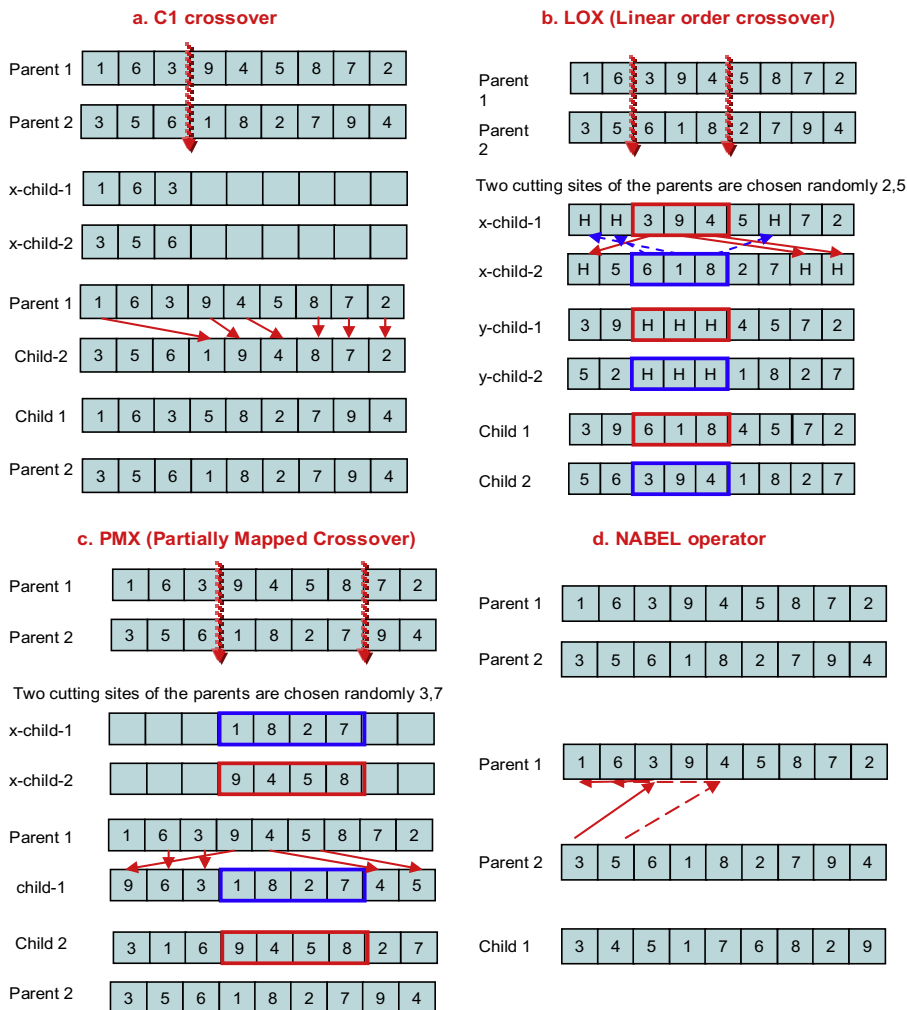 a. C1 crossover
Parent 1 1 6 3 9 4 5 8 7 2
Parent 2 3 5 6 1 8 2 7 9 4
x-child-1 1 6 3
x-child-2 3 5 6
Parent 1 1 6 3 9 4 5 8 7 2
Child-2 3 5 6 1 9 4 8 7 2
Child 1 1 6 3 5 8 2 7 9 4
Parent 2 3 5 6 1 8 2 7 9 4
b. LOX (Linear order crossover)
Parent
1 1 6 3 9 4 5 8 7 2
Parent
2 3 5 6 1 8 2 7 9 4
Two cutting sites of the parents are chosen randomly 2,5
x-child-1 H H 3 9 4 5 H 7 2
x-child-2 H 5 6 1 8 2 7 H H
y-child-1 3 9 H H H 4 5 7 2
y-child-2 5 2 H H H 1 8 2 7
Child 1 3 9 6 1 8 4 5 7 2
Child 2 5 6 3 9 4 1 8 2 7
c. PMX (Partially Mapped Crossover)
Parent 1 1 6 3 9 4 5 8 7 2
Parent 2 3 5 6 1 8 2 7 9 4
Two cutting sites of the parents are chosen randomly 3,7
x-child-1 1 8 2 7
x-child-2 9 4 5 8
Parent 1 1 6 3 9 4 5 8 7 2
child-1 9 6 3 1 8 2 7 4 5
Child 2 3 1 6 9 4 5 8 2 7
Parent 2 3 5 6 1 8 2 7 9 4
d. NABEL operator
Parent 1 1 6 3 9 4 5 8 7 2
Parent 2 3 5 6 1 8 2 7 9 4
Parent 1 1 6 3 9 4 5 8 7 2
Parent 2 3 5 6 1 8 2 7 9 4
Child 1 3 4 5 1 7 6 8 2 9